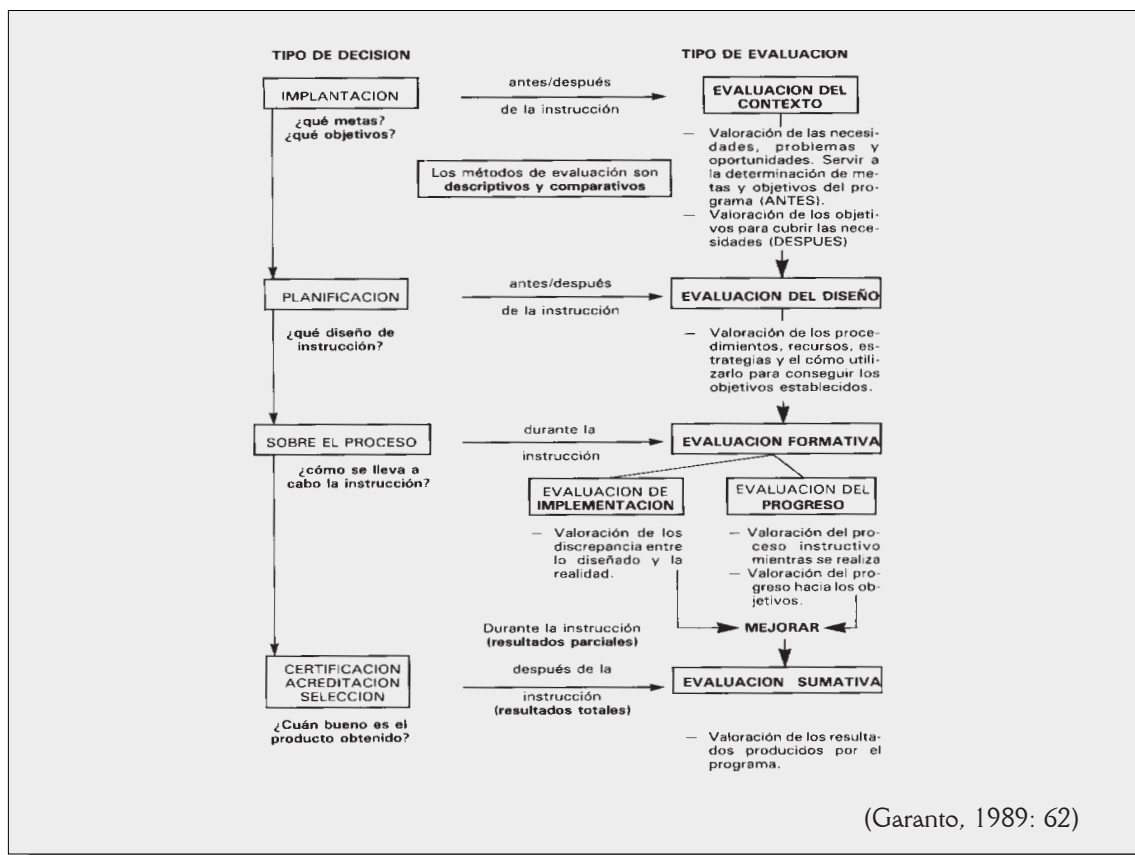 TIPO DE DECISION
TIPO DE EVALUACION
IMPLANTACION
¿qué metas?
¿qué objetivos?
antes/después
de la instrucción
EVALUACION DEL
CONTEXTO
— Valoración de las necesi-
dades, problemas y
oportunidades. Servir a
la determinación de me-
tas y objetivos del pro-
grama (ANTES).
— Valoración de los objeti-
vos para cubrir las nece-
sidades (DESPUES)
Los métodos de evaluación son
descriptivos y comparativos
PLANIFICACION
¿qué diseño de
instrucción?
antes/después
de la instrucción
EVALUACION DEL DISEÑO
— Valoración de los proce-
dimientos, recursos, es-
trategias y el cómo utili-
zarlo para conseguir los
objetivos establecidos.
SOBRE EL PROCESO
¿cómo se lleva a
cabo la instrucción?
durante la
instrucción
EVALUACION FORMATIVA
EVALUACION DE
IMPLEMENTACION
— Valoración de los
discrepancia entre
lo diseñado y la
realidad.
EVALUACION DEL
PROGRESO
— Valoración del pro-
ceso instructivo
mientras se realiza
— Valoración del pro-
greso hacia los ob-
jetivos.
MEJORAR
CERTIFICACION
ACREDITACION
SELECCION
¿Cuán bueno es el
producto obtenido?
Durante la instrucción
(resultados parciales)
después de la
instrucción
(resultados totales)
EVALUACION SUMATIVA
— Valoración de los resulta-
dos producidos por el
programa.
(Garanto, 1989: 62)